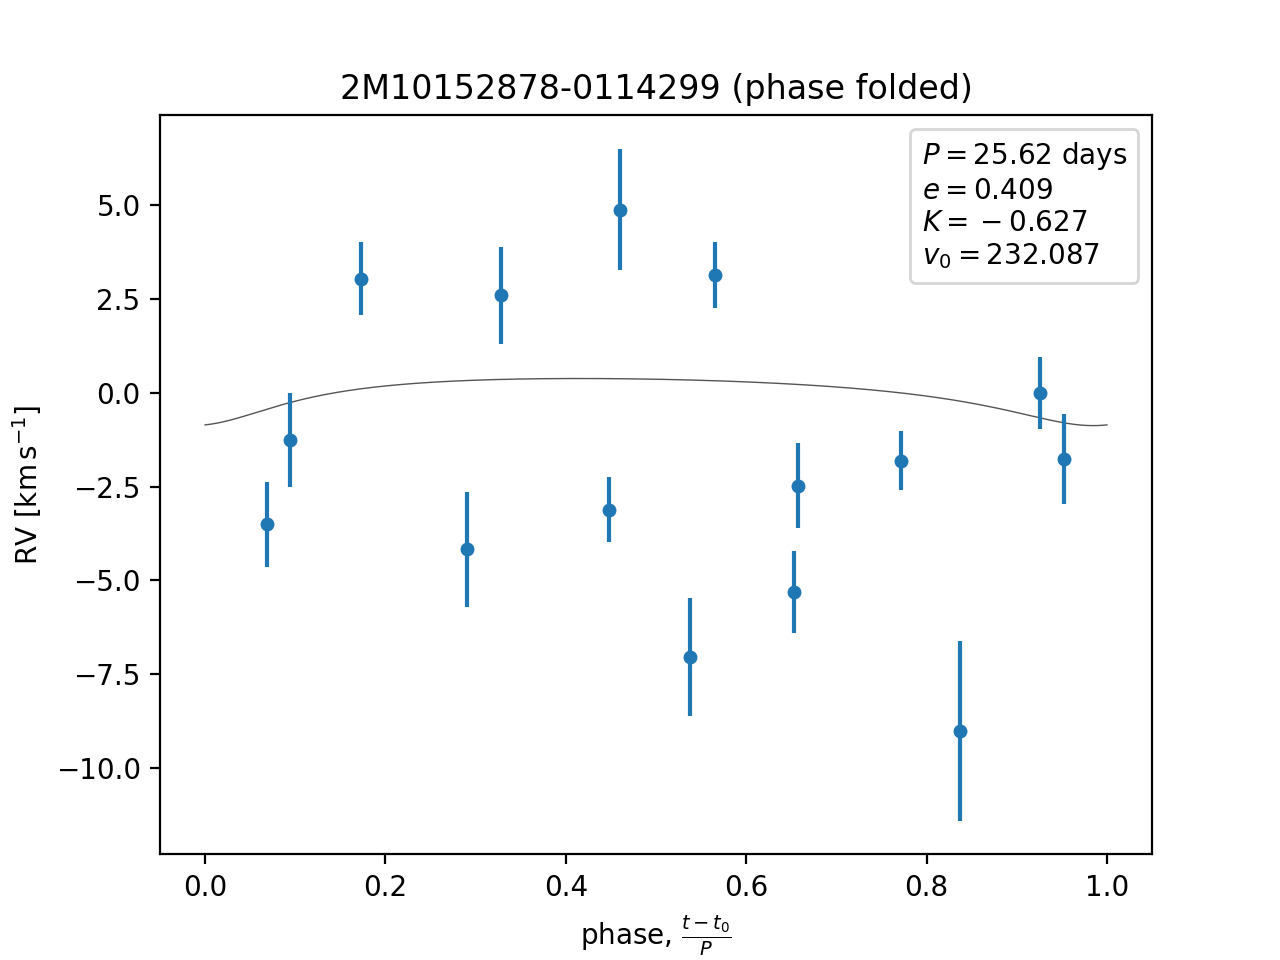 2M10152878-0114299 (phase folded)
P = 25.62 days
e = 0.409
K = −0.627
v₀ = 232.087
5.0
2.5
0.0
−2.5
−5.0
−7.5
−10.0
RV [km s⁻¹]
0.0 0.2 0.4 0.6 0.8 1.0
phase, (t − t₀)/P